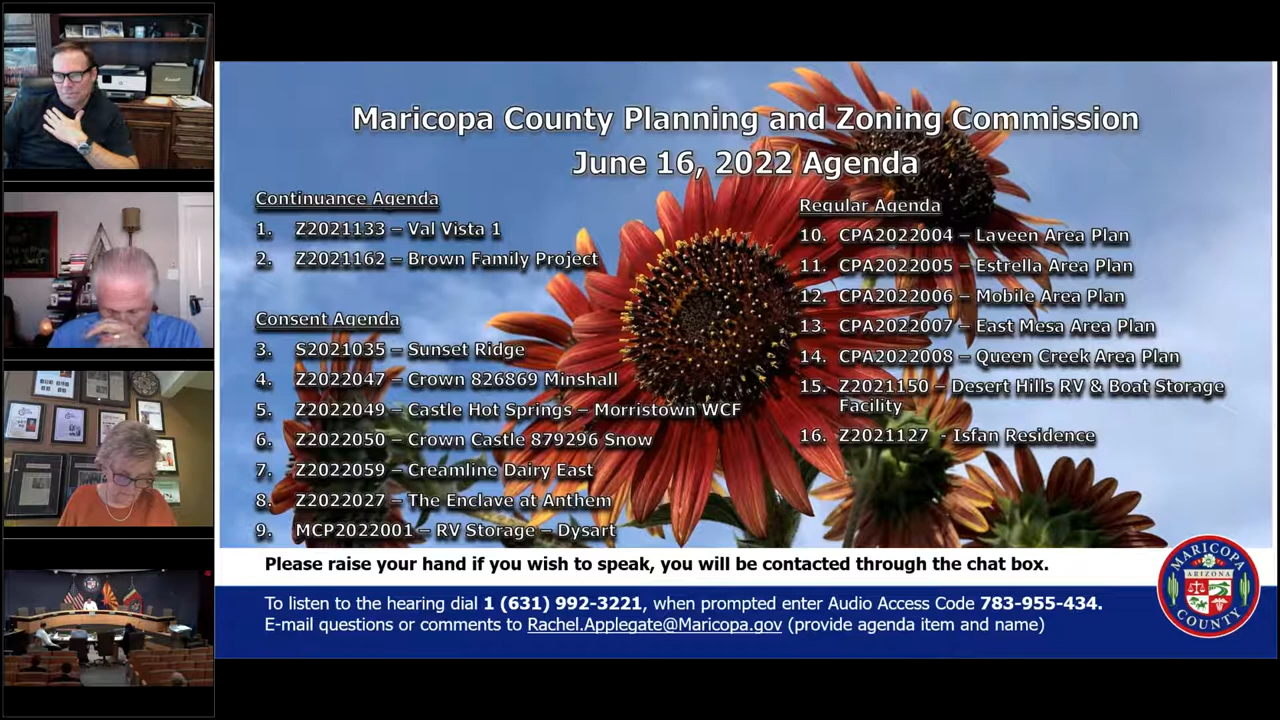 Maricopa County Planning and Zoning Commission
June 16, 2022 Agenda
Continuance Agenda
1. Z2021133 – Val Vista 1
2. Z2021162 – Brown Family Project
Consent Agenda
3. S2021035 – Sunset Ridge
4. Z2022047 – Crown 826869 Minshall
5. Z2022049 – Castle Hot Springs – Morristown WCF
6. Z2022050 – Crown Castle 879296 Snow
7. Z2022059 – Creamline Dairy East
8. Z2022027 – The Enclave at Anthem
9. MCP2022001 – RV Storage – Dysart
Regular Agenda
10. CPA2022004 – Laveen Area Plan
11. CPA2022005 – Estrella Area Plan
12. CPA2022006 – Mobile Area Plan
13. CPA2022007 – East Mesa Area Plan
14. CPA2022008 – Queen Creek Area Plan
15. Z2021150 – Desert Hills RV & Boat Storage
Facility
16. Z2021127 - Isfan Residence
Please raise your hand if you wish to speak, you will be contacted through the chat box.
To listen to the hearing dial 1 (631) 992-3221, when prompted enter Audio Access Code 783-955-434.
E-mail questions or comments to Rachel.Applegate@Maricopa.gov (provide agenda item and name)
MARICOPA
ARIZONA
COUNTY